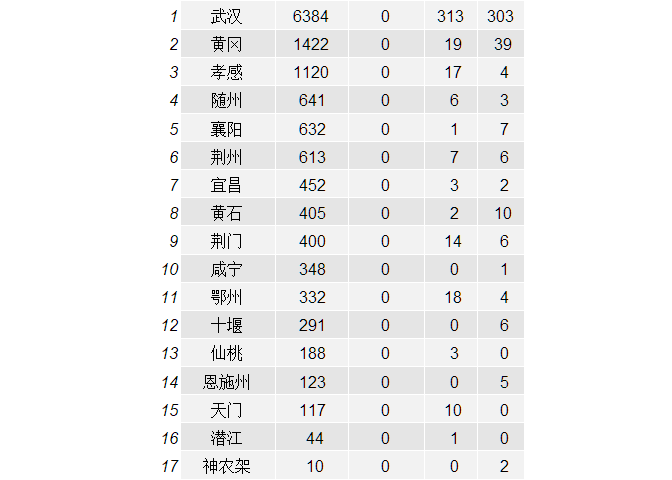 1 武汉 6384 0 313 303
2 黄冈 1422 0 19 39
3 孝感 1120 0 17 4
4 随州 641 0 6 3
5 襄阳 632 0 1 7
6 荆州 613 0 7 6
7 宜昌 452 0 3 2
8 黄石 405 0 2 10
9 荆门 400 0 14 6
10 咸宁 348 0 0 1
11 鄂州 332 0 18 4
12 十堰 291 0 0 6
13 仙桃 188 0 3 0
14 恩施州 123 0 0 5
15 天门 117 0 10 0
16 潜江 44 0 1 0
17 神农架 10 0 0 2